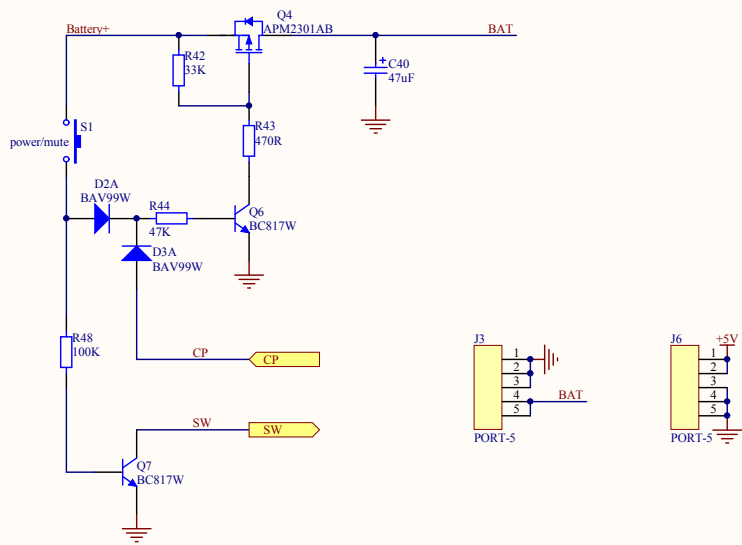 Q4
Battery+
APM2301AB
BAT
R42
33K
C40
+
47uF
S1
power/mute
R43
470R
D2A
BAV99W
R44
47K
Q6
BC817W
D3A
BAV99W
R48
100K
CP
CP
SW
SW
Q7
BC817W
J3
1
2
3
4
5
BAT
PORT-5
J6
+5V
1
2
3
4
5
PORT-5